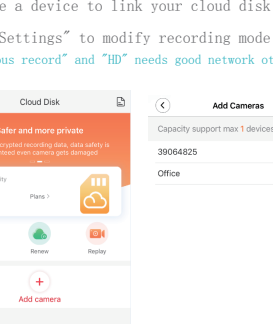 e a device to link your cloud disk
Settings" to modify recording mode
ous record" and "HD" needs good network ot
Cloud Disk
afer and more private
crypted recording data, data safety is
nteed even camera gets damaged
ity
Plans >
Renew
Replay
Add camera
Add Cameras
Capacity support max 1 devices
39064825
Office